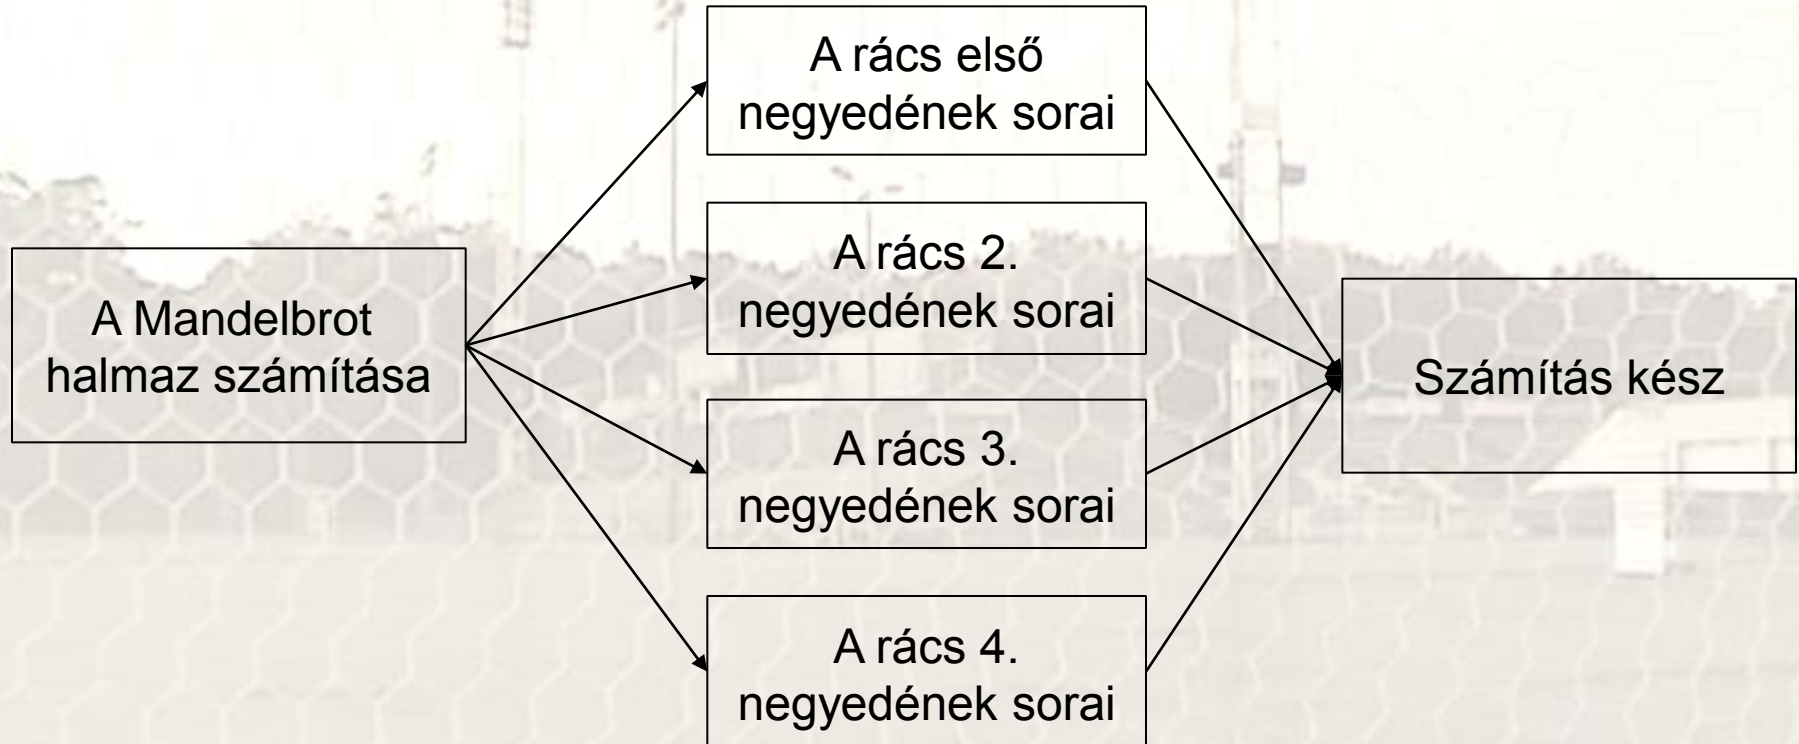 A Mandelbrot
halmaz számítása
A rács első
negyedének sorai
A rács 2.
negyedének sorai
A rács 3.
negyedének sorai
A rács 4.
negyedének sorai
Számítás kész